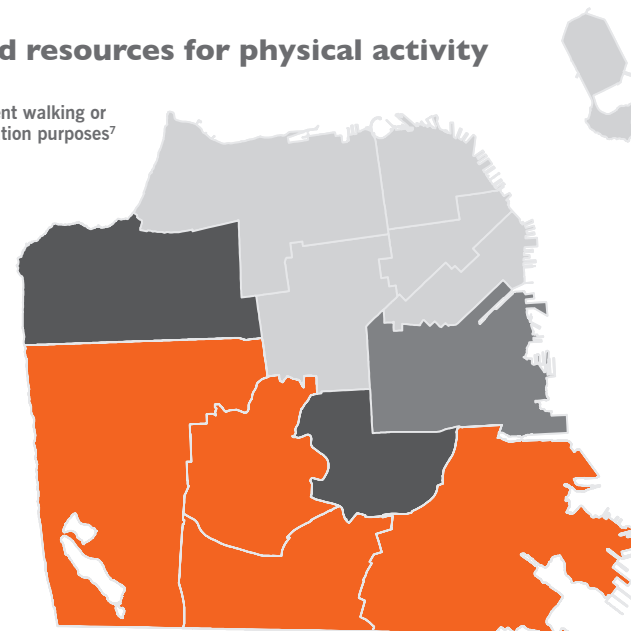 d resources for physical activity
nt walking or
tion purposes7